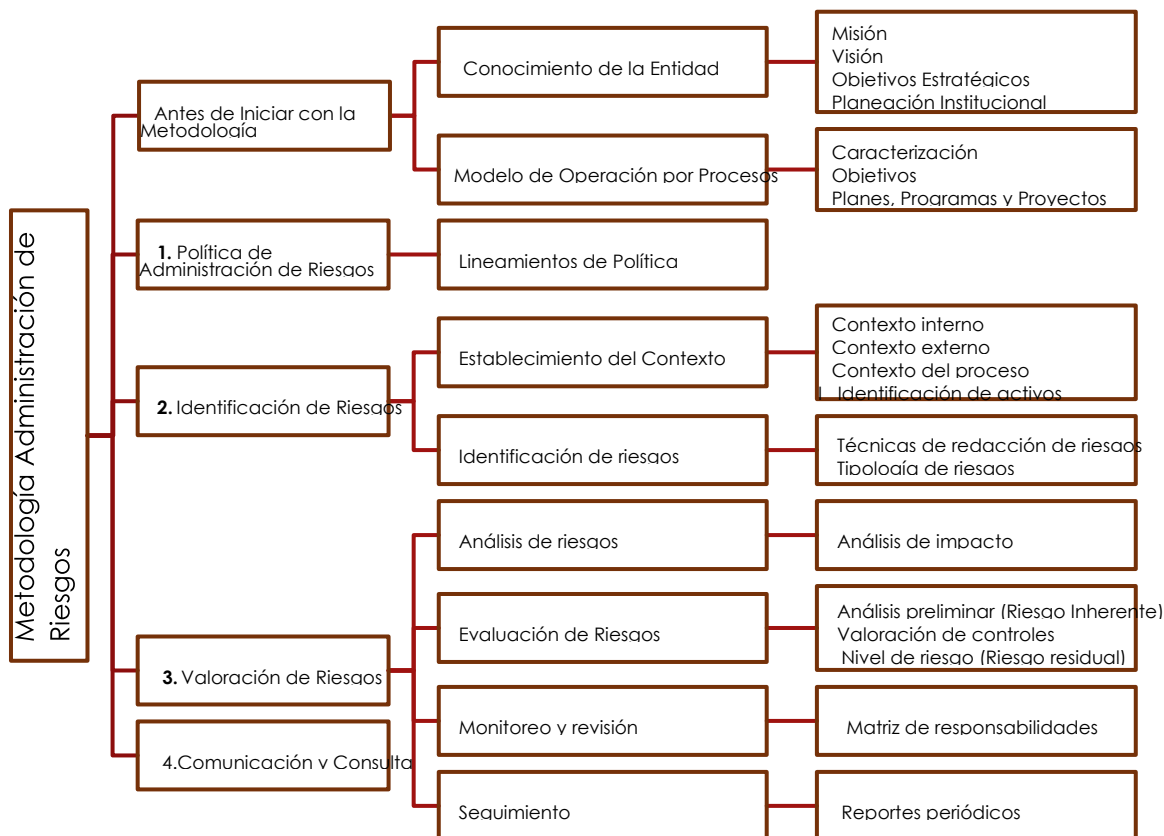 Metodología Administración de
Riesgos
Antes de Iniciar con la
Metodología
Conocimiento de la Entidad
Misión
Visión
Objetivos Estratégicos
Planeación Institucional
Modelo de Operación por Procesos
Caracterización
Objetivos
Planes, Programas y Proyectos
1. Política de
Administración de Riesgos
Lineamientos de Política
2. Identificación de Riesgos
Establecimiento del Contexto
Contexto interno
Contexto externo
Contexto del proceso
Identificación de activos
Identificación de riesgos
Técnicas de redacción de riesgos
Tipología de riesgos
3. Valoración de Riesgos
Análisis de riesgos
Análisis de impacto
Evaluación de Riesgos
Análisis preliminar (Riesgo Inherente)
Valoración de controles
Nivel de riesgo (Riesgo residual)
Monitoreo y revisión
Matriz de responsabilidades
Seguimiento
Reportes periódicos
4.Comunicación y Consulta